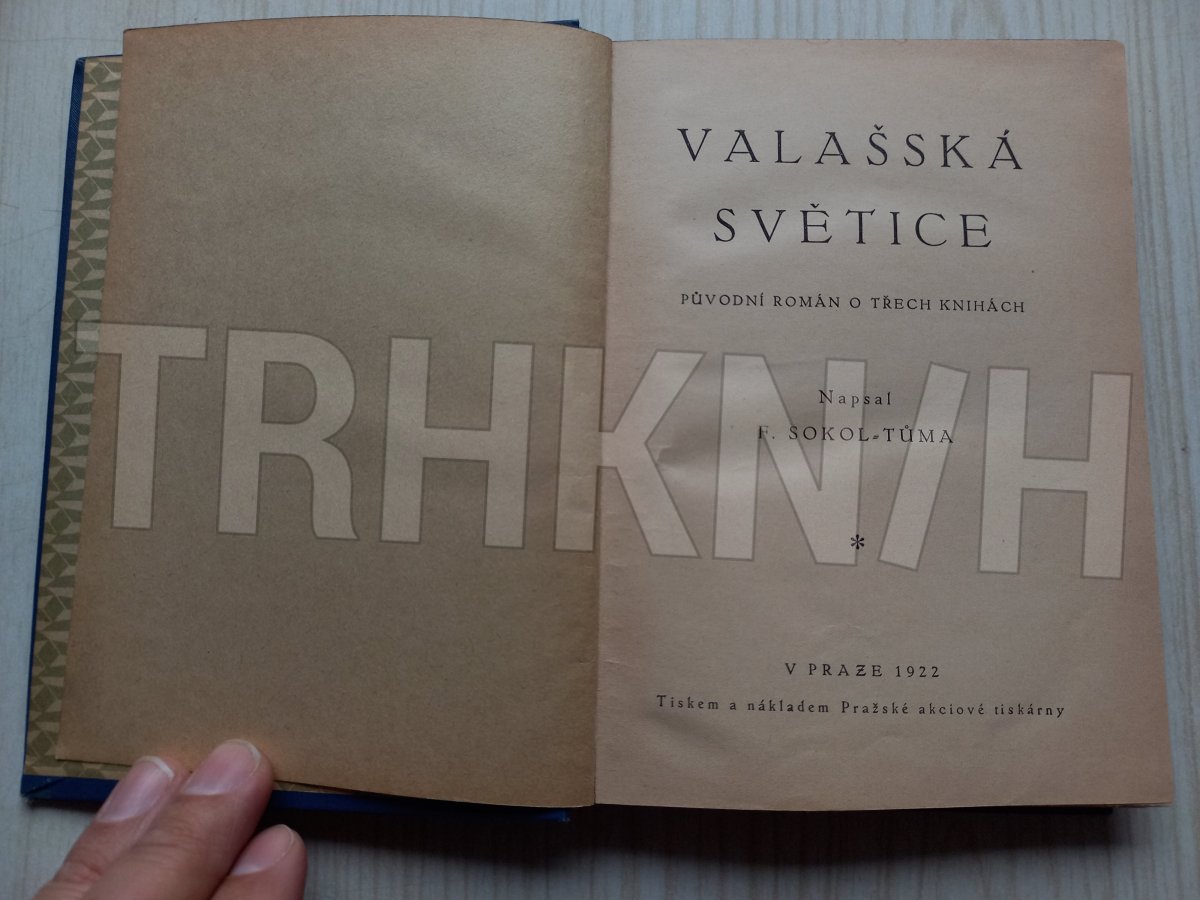 VALAŠSKÁ
SVĚTICE
PŮVODNÍ ROMÁN O TŘECH KNIHÁCH
Napsal
F. SOKOL-TŮMA
*
V PRAZE 1922
Tiskem a nákladem Pražské akciové tiskárny
TRHKNIH